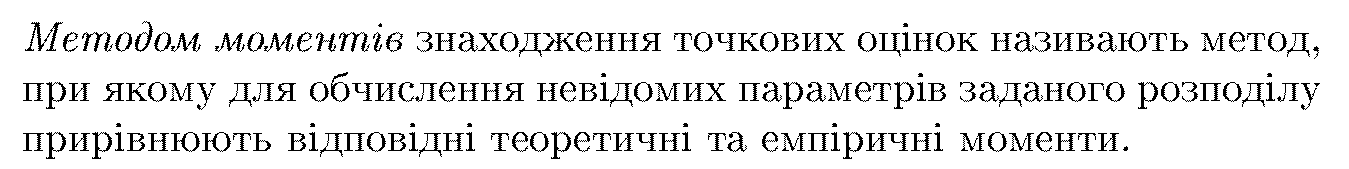 Методом моментів знаходження точкових оцінок називають метод,
при якому для обчислення невідомих параметрів заданого розподілу
прирівнюють відповідні теоретичні та емпіричні моменти.